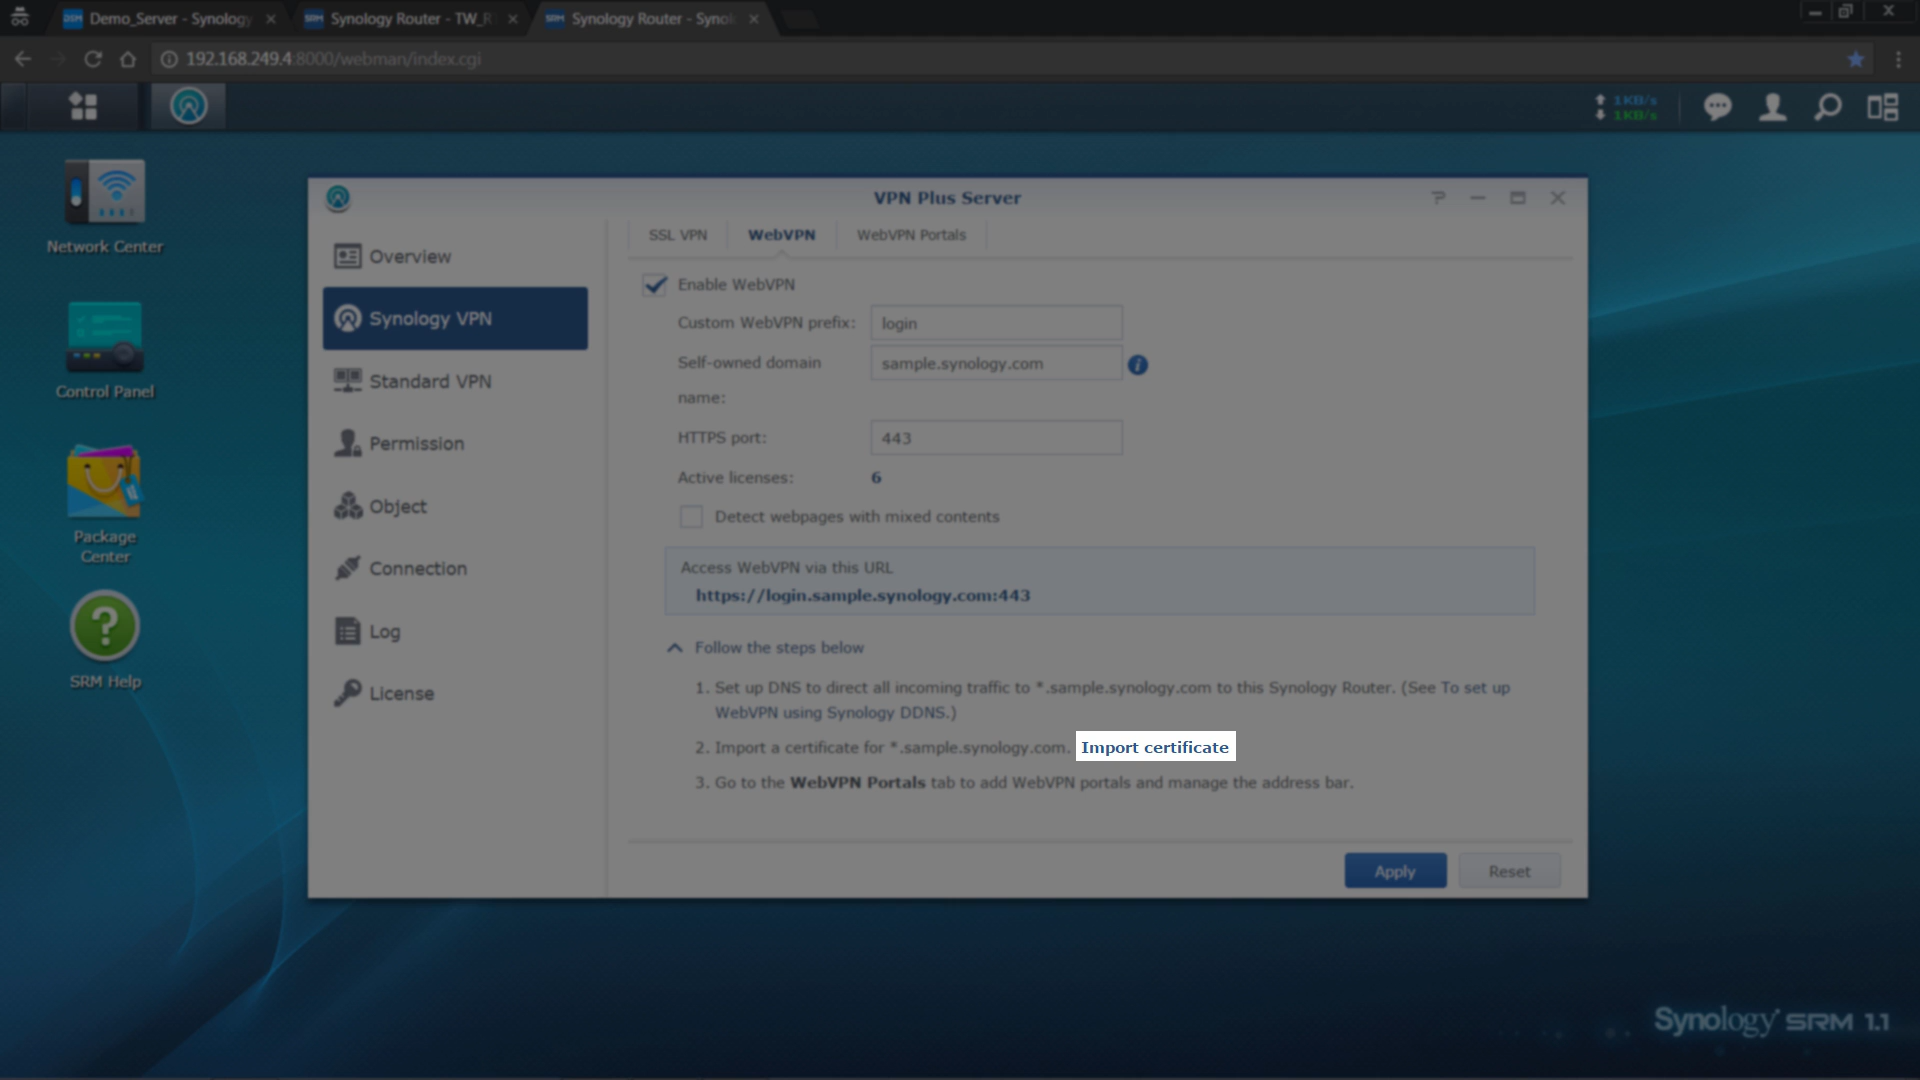 Demo_Server - Synology
Synology Router - TW_R
Synology Router - Synol
192.168.249.4:8000/webman/index.cgi
1KB/s
1KB/s
Network Center
Control Panel
Package
Center
SRM Help
VPN Plus Server
Overview
Synology VPN
Standard VPN
Permission
Object
Connection
Log
License
SSL VPN
WebVPN
WebVPN Portals
Enable WebVPN
Custom WebVPN prefix: login
Self-owned domain sample.synology.com
name:
HTTPS port: 443
Active licenses: 6
Detect webpages with mixed contents
Access WebVPN via this URL
https://login.sample.synology.com:443
Follow the steps below
1. Set up DNS to direct all incoming traffic to *.sample.synology.com to this Synology Router. (See To set up
WebVPN using Synology DDNS.)
2. Import a certificate for *.sample.synology.com. Import certificate
3. Go to the WebVPN Portals tab to add WebVPN portals and manage the address bar.
Apply
Reset
Synology SRM 1.1